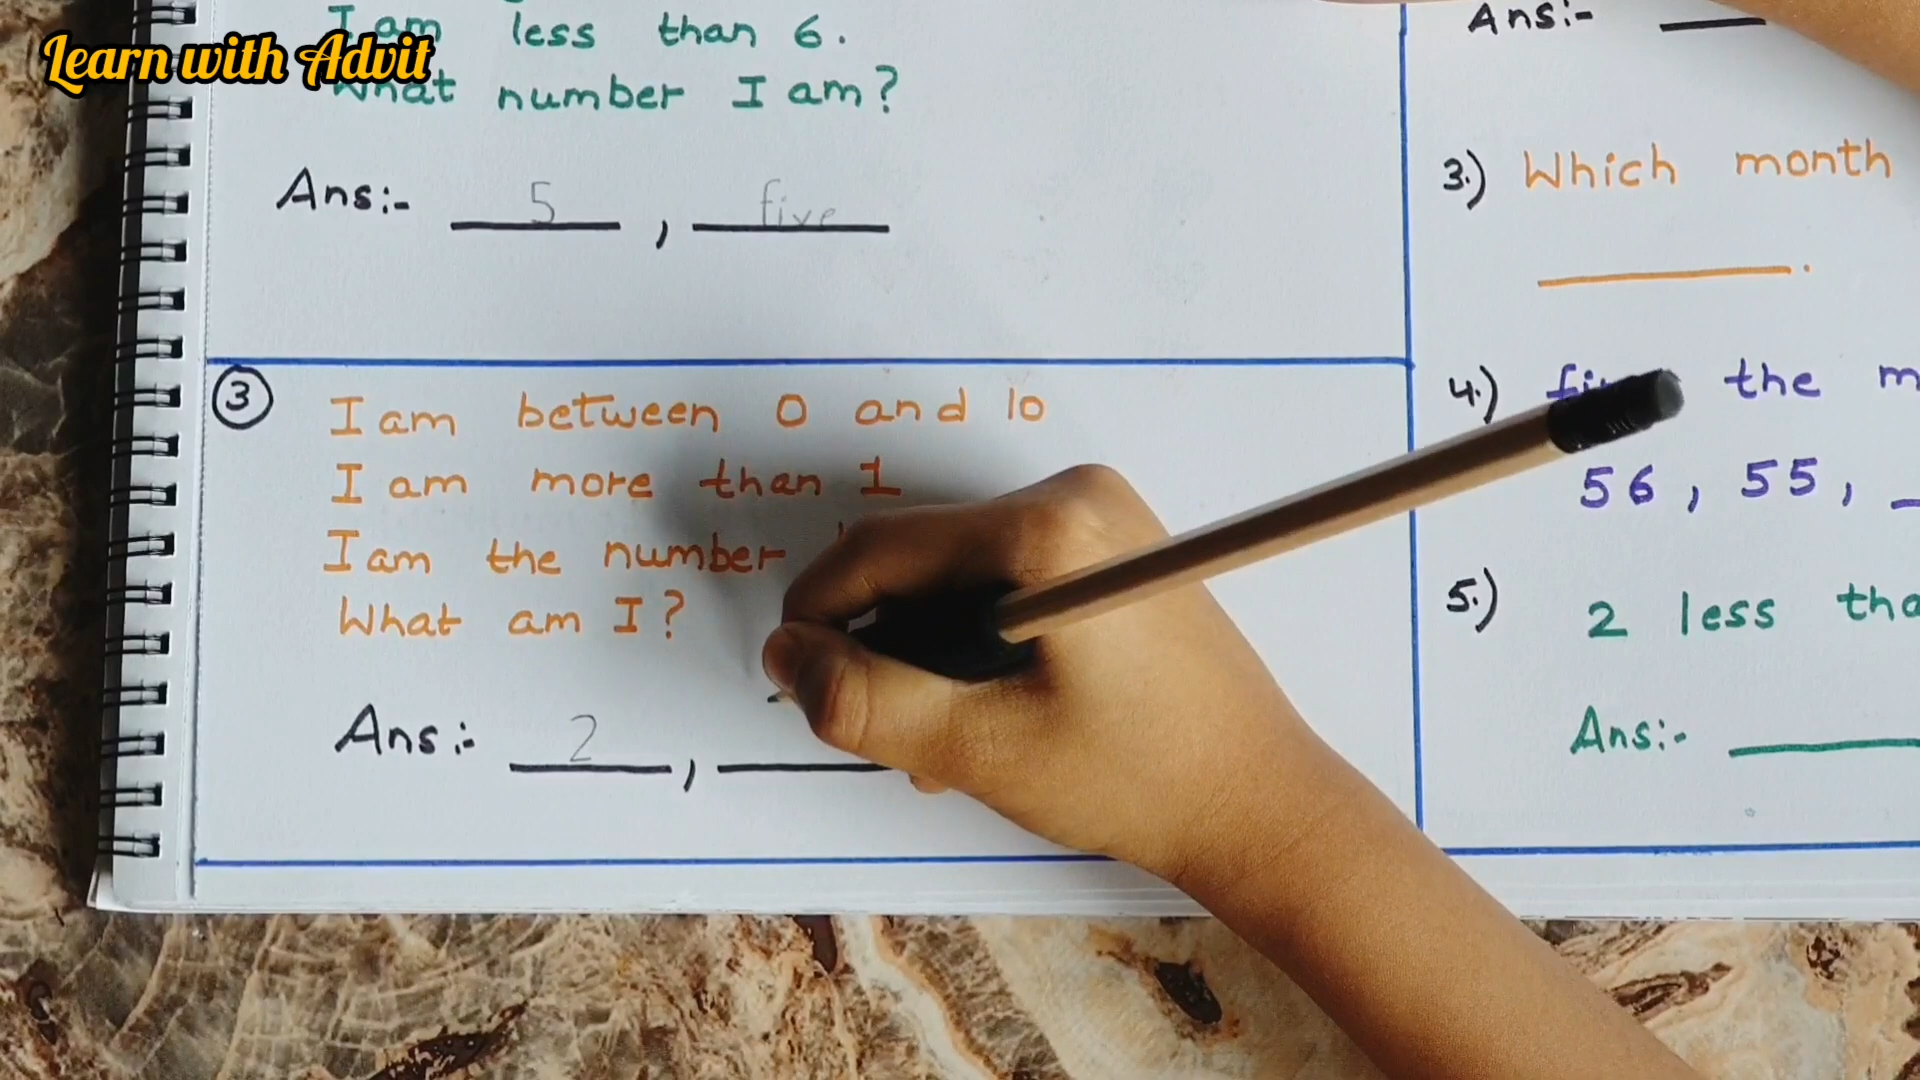 Learn with Advit
I am less than 6.
What number I am?
Ans:- 5 , five
③ I am between 0 and 10
I am more than 1
I am the number
What am I?
Ans:- 2 ,
Ans:-
3.) Which month
4.) the
56 , 55 ,
5.) 2 less
Ans:-